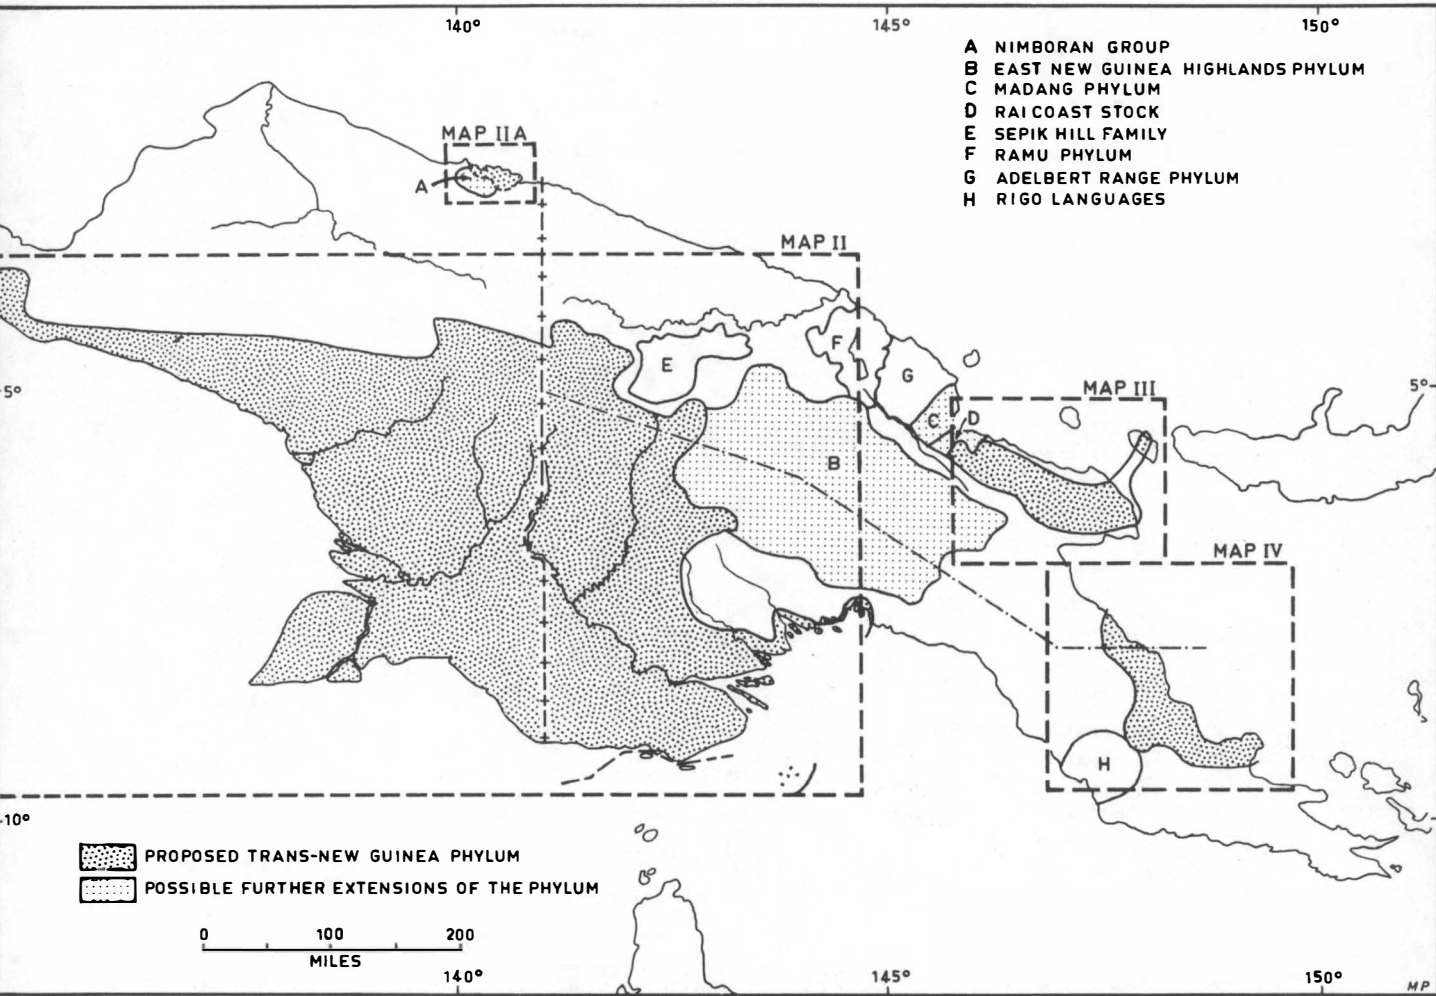 140°
145°
150°
A NIMBORAN GROUP
B EAST NEW GUINEA HIGHLANDS PHYLUM
C MADANG PHYLUM
D RAI COAST STOCK
E SEPIK HILL FAMILY
F RAMU PHYLUM
G ADELBERT RANGE PHYLUM
H RIGO LANGUAGES
MAP IIA
A
MAP II
F
E
G
5°
5°
MAP III
C
D
B
MAP IV
H
10°
PROPOSED TRANS-NEW GUINEA PHYLUM
POSSIBLE FURTHER EXTENSIONS OF THE PHYLUM
0 100 200
MILES
140°
145°
150°
MP